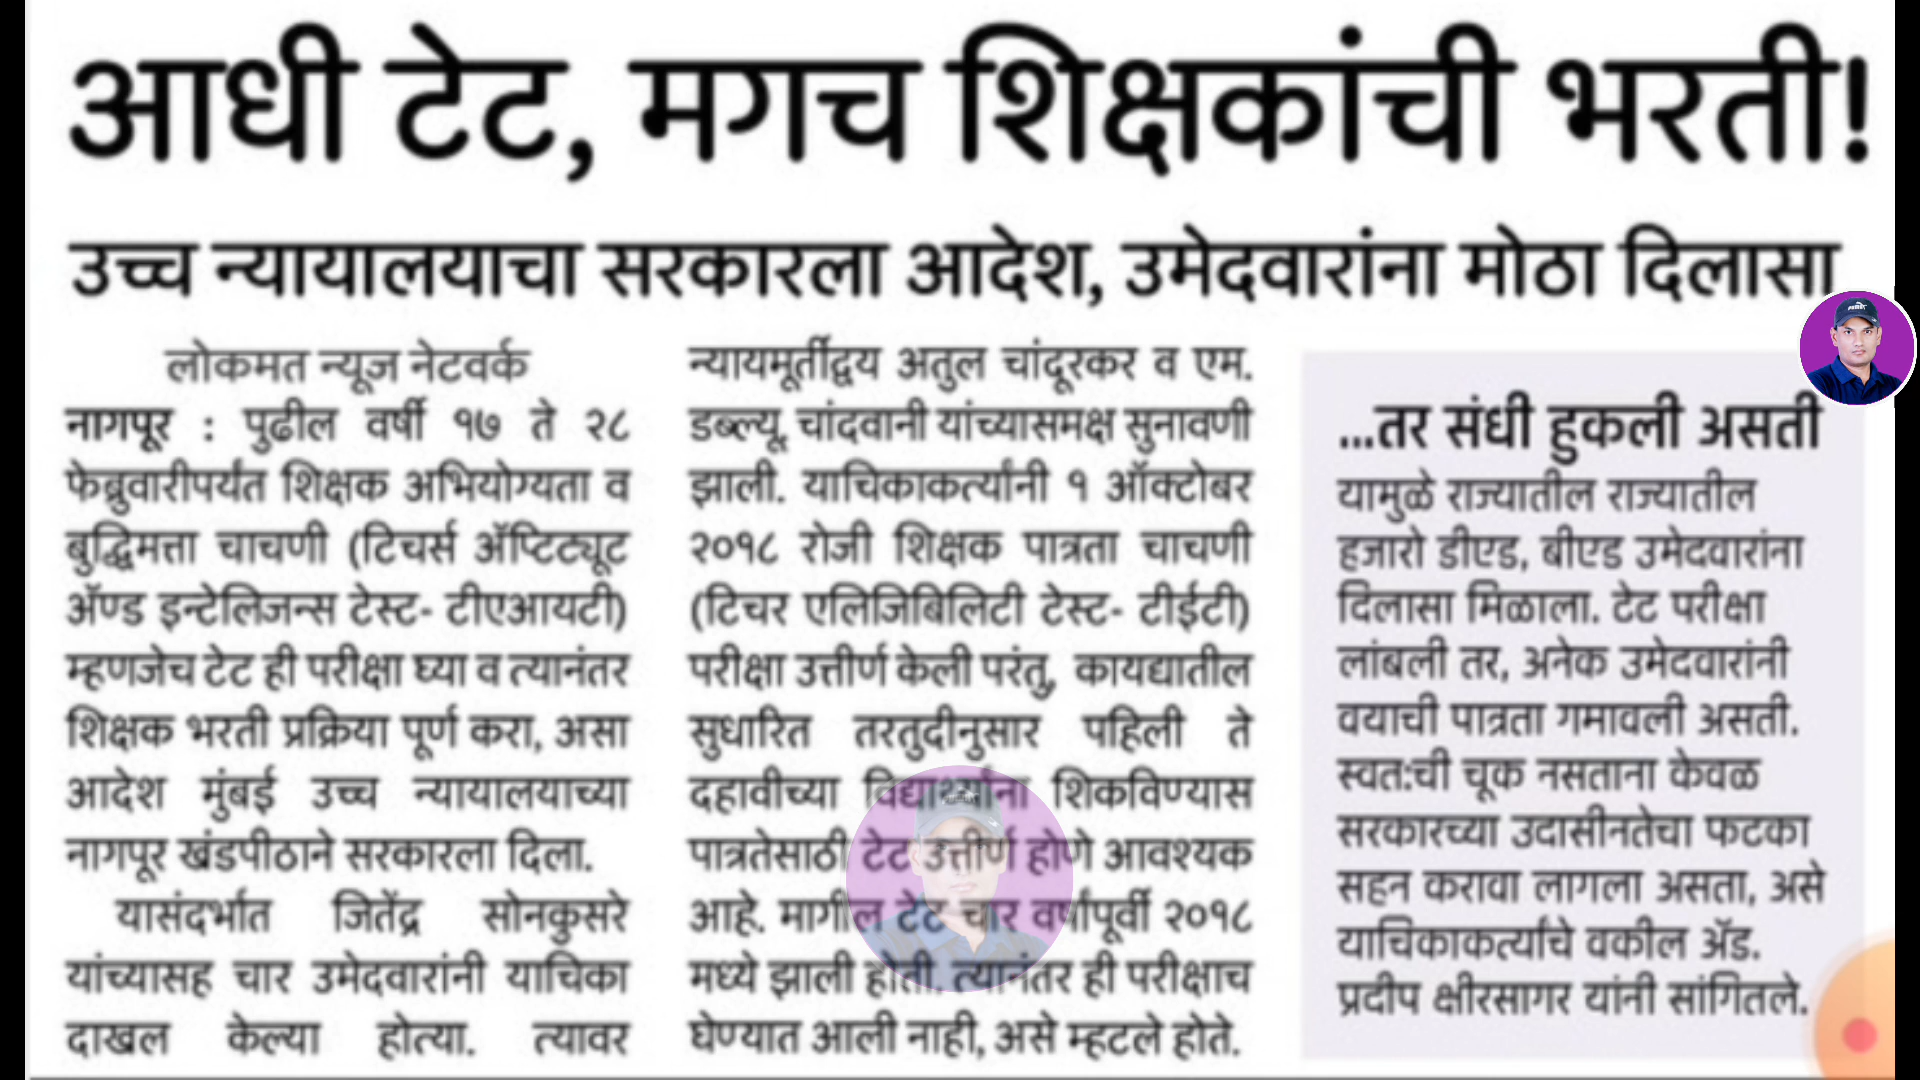 आधी टेट, मगच शिक्षकांची भरती!
उच्च न्यायालयाचा सरकारला आदेश, उमेदवारांना मोठा दिलासा
लोकमत न्यूज नेटवर्क
नागपूर : पुढील वर्षी १७ ते २८
फेब्रुवारीपर्यंत शिक्षक अभियोग्यता व
बुद्धिमत्ता चाचणी (टिचर्स ॲप्टिट्यूट
ॲण्ड इन्टेलिजन्स टेस्ट- टीएआयटी)
म्हणजेच टेट ही परीक्षा घ्या व त्यानंतर
शिक्षक भरती प्रक्रिया पूर्ण करा, असा
आदेश मुंबई उच्च न्यायालयाच्या
नागपूर खंडपीठाने सरकारला दिला.
यासंदर्भात जितेंद्र सोनकुसरे
यांच्यासह चार उमेदवारांनी याचिका
दाखल केल्या होत्या. त्यावर
न्यायमूर्तीद्वय अतुल चांदूरकर व एम.
डब्ल्यू. चांदवानी यांच्यासमक्ष सुनावणी
झाली. याचिकाकर्त्यांनी १ ऑक्टोबर
२०१८ रोजी शिक्षक पात्रता चाचणी
(टिचर एलिजिबिलिटी टेस्ट- टीईटी)
परीक्षा उत्तीर्ण केली परंतु, कायद्यातील
सुधारित तरतुदीनुसार पहिली ते
दहावीच्या विद्यार्थ्यांना शिकविण्यास
पात्रतेसाठी टेट उत्तीर्ण होणे आवश्यक
आहे. मागील टेट चार वर्षांपूर्वी २०१८
मध्ये झाली होती. त्यानंतर ही परीक्षाच
घेण्यात आली नाही, असे म्हटले होते.
...तर संधी हुकली असती
यामुळे राज्यातील राज्यातील
हजारो डीएड, बीएड उमेदवारांना
दिलासा मिळाला. टेट परीक्षा
लांबली तर, अनेक उमेदवारांनी
वयाची पात्रता गमावली असती.
स्वत:ची चूक नसताना केवळ
सरकारच्या उदासीनतेचा फटका
सहन करावा लागला असता, असे
याचिकाकर्त्यांचे वकील ॲड.
प्रदीप क्षीरसागर यांनी सांगितले.